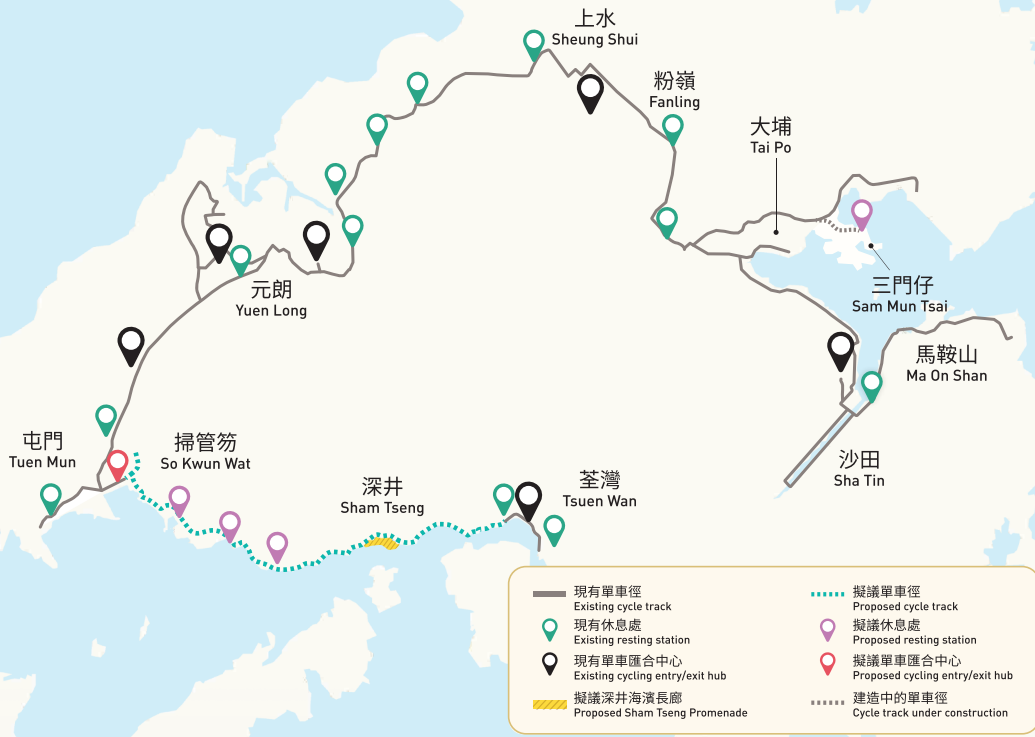 上水
Sheung Shui
粉嶺
Fanling
大埔
Tai Po
三門仔
Sam Mun Tsai
元朗
Yuen Long
馬鞍山
Ma On Shan
屯門
Tuen Mun
掃管笏
So Kwun Wat
深井
Sham Tseng
荃灣
Tsuen Wan
沙田
Sha Tin
現有單車徑
Existing cycle track
現有休息處
Existing resting station
現有單車匯合中心
Existing cycling entry/exit hub
擬議深井海濱長廊
Proposed Sham Tseng Promenade
擬議單車徑
Proposed cycle track
擬議休息處
Proposed resting station
擬議單車匯合中心
Proposed cycling entry/exit hub
建造中的單車徑
Cycle track under construction